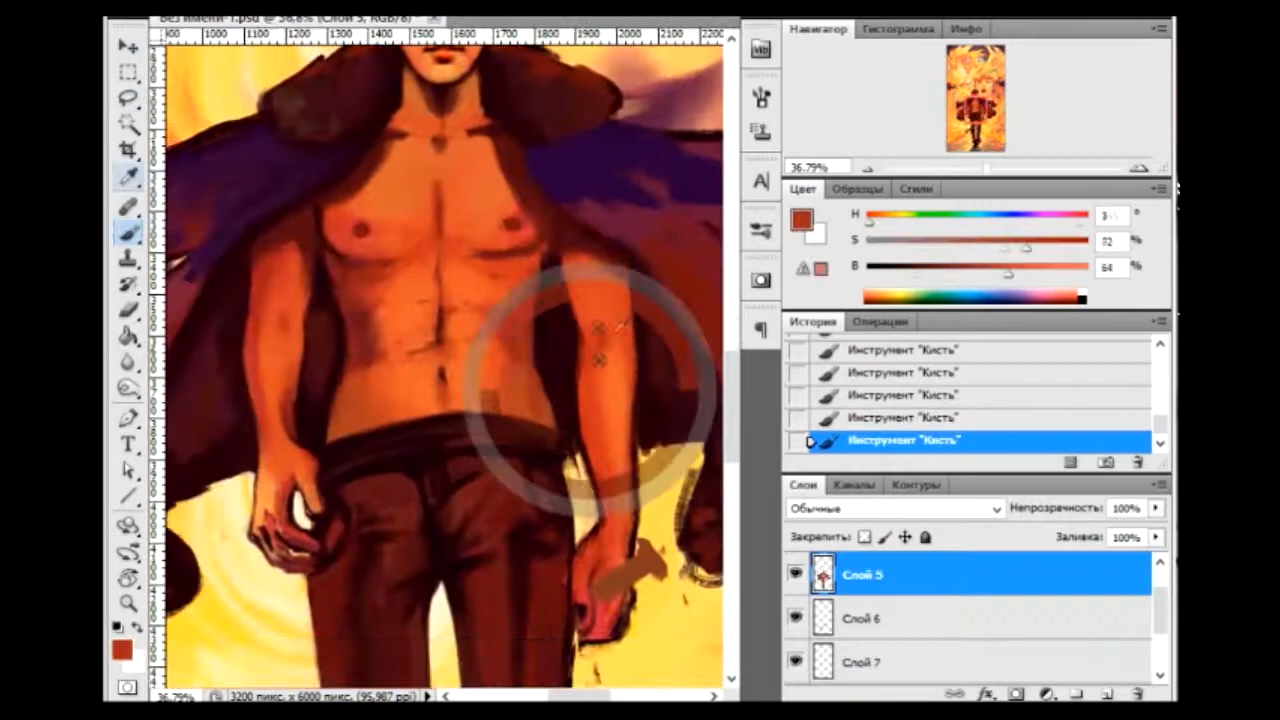 Без имени-1.psd @ 36,8% (Слой 5, RGB/8)
1000 1100 1200 1300 1400 1500 1600 1700 1800 1900 2000 2100 2200
Навигатор Гистограмма Инфо
36.79%
Цвет Образцы Стили
H °
S 72 %
B 64 %
История Операции
Инструмент "Кисть"
Инструмент "Кисть"
Инструмент "Кисть"
Инструмент "Кисть"
Инструмент "Кисть"
Слои Каналы Контуры
Обычные Непрозрачность: 100%
Закрепить: Заливка: 100%
Слой 5
Слой 6
Слой 7
36.79% 3200 пикс. x 6000 пикс. (95,987 ppi)